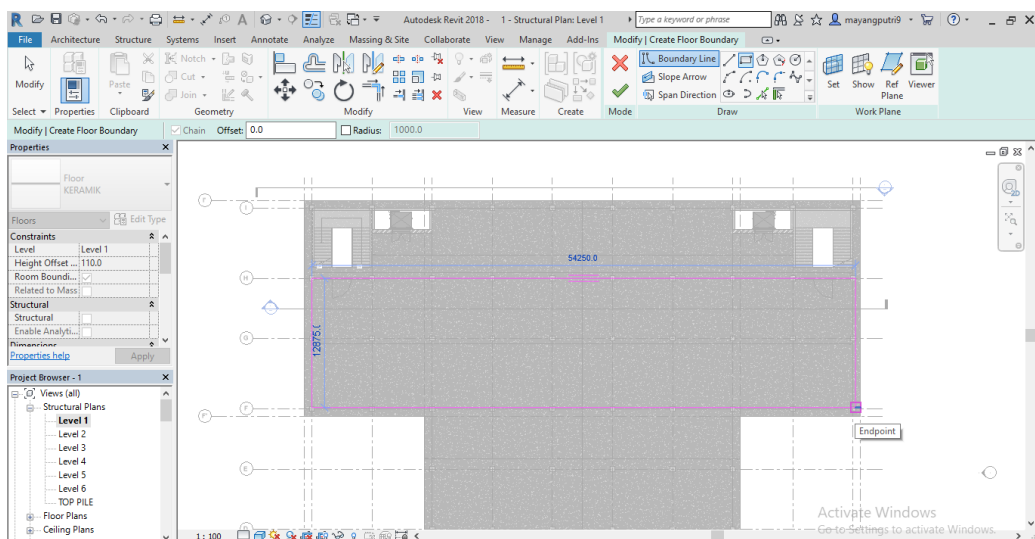 Autodesk Revit 2018 - 1 - Structural Plan: Level 1 Type a keyword or phrase mayangputri9
File Architecture Structure Systems Insert Annotate Analyze Massing & Site Collaborate View Manage Add-Ins Modify | Create Floor Boundary
Modify Paste Notch Cut Join Boundary Line Slope Arrow Span Direction Set Show Ref Plane Viewer
Select Properties Clipboard Geometry Modify View Measure Create Mode Draw Work Plane
Modify | Create Floor Boundary Chain Offset: 0.0 Radius: 1000.0
Properties
Floor
KERAMIK
Floors Edit Type
Constraints
Level Level 1
Height Offset ... 110.0
Room Boundi...
Related to Mass
Structural
Structural
Enable Analyti...
Dimensions
Properties help Apply
Project Browser - 1
Views (all)
Structural Plans
Level 1
Level 2
Level 3
Level 4
Level 5
Level 6
TOP PILE
Floor Plans
Ceiling Plans
I
54250.0
H
G
12875.0
F
Endpoint
E
D
1 : 100
Activate Windows
Go to Settings to activate Windows.